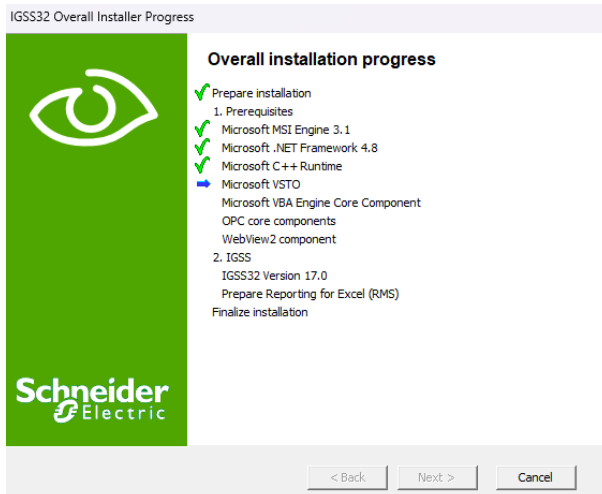 IGSS32 Overall Installer Progress
Overall installation progress
Prepare installation
1. Prerequisites
Microsoft MSI Engine 3.1
Microsoft .NET Framework 4.8
Microsoft C++ Runtime
Microsoft VSTO
Microsoft VBA Engine Core Component
OPC core components
WebView2 component
2. IGSS
IGSS32 Version 17.0
Prepare Reporting for Excel (RMS)
Finalize installation
Schneider
Electric
< Back
Next >
Cancel